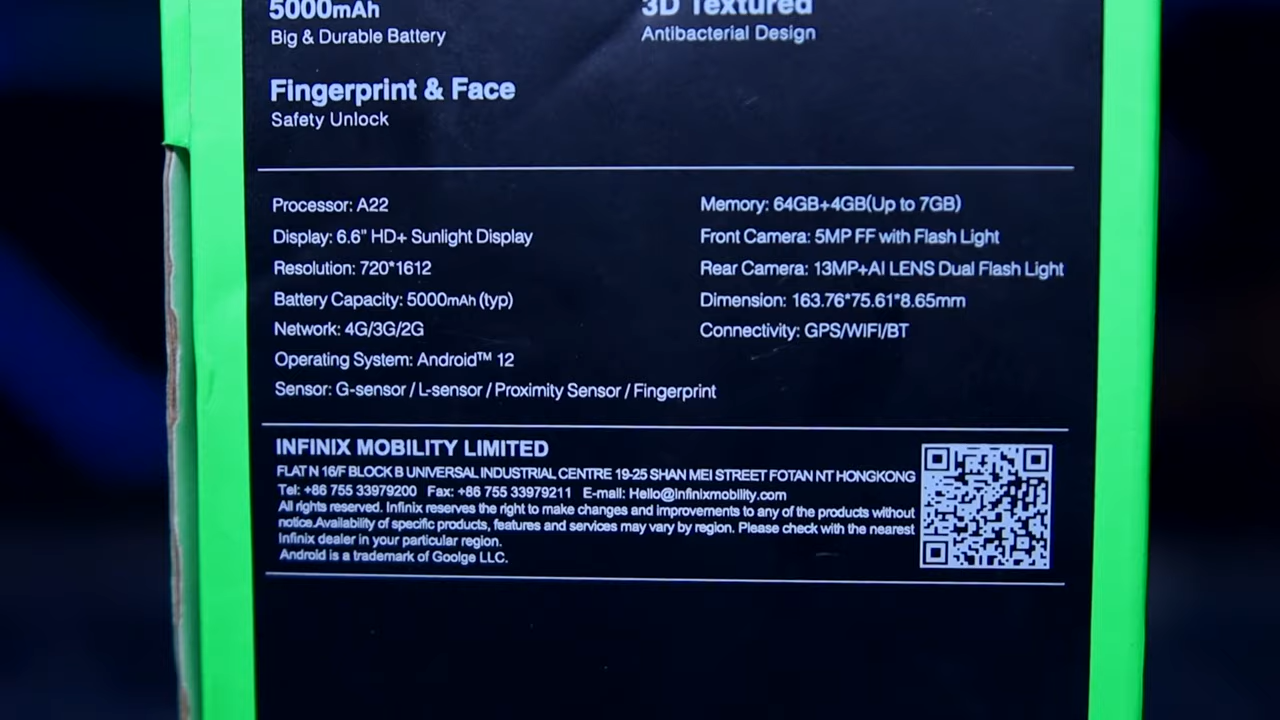 5000mAh
Big & Durable Battery
3D Textured
Antibacterial Design
Fingerprint & Face
Safety Unlock
Processor: A22
Display: 6.6" HD+ Sunlight Display
Resolution: 720*1612
Battery Capacity: 5000mAh (typ)
Network: 4G/3G/2G
Operating System: Android™ 12
Sensor: G-sensor / L-sensor / Proximity Sensor / Fingerprint
Memory: 64GB+4GB(Up to 7GB)
Front Camera: 5MP FF with Flash Light
Rear Camera: 13MP+AI LENS Dual Flash Light
Dimension: 163.76*75.61*8.65mm
Connectivity: GPS/WIFI/BT
INFINIX MOBILITY LIMITED
FLAT N 16/F BLOCK B UNIVERSAL INDUSTRIAL CENTRE 19-25 SHAN MEI STREET FOTAN NT HONGKONG
Tel: +86 755 33979200 Fax: +86 755 33979211 E-mail: Hello@infinixmobility.com
All rights reserved. Infinix reserves the right to make changes and improvements to any of the products without
notice.Availability of specific products, features and services may vary by region. Please check with the nearest
Infinix dealer in your particular region.
Android is a trademark of Goolge LLC.